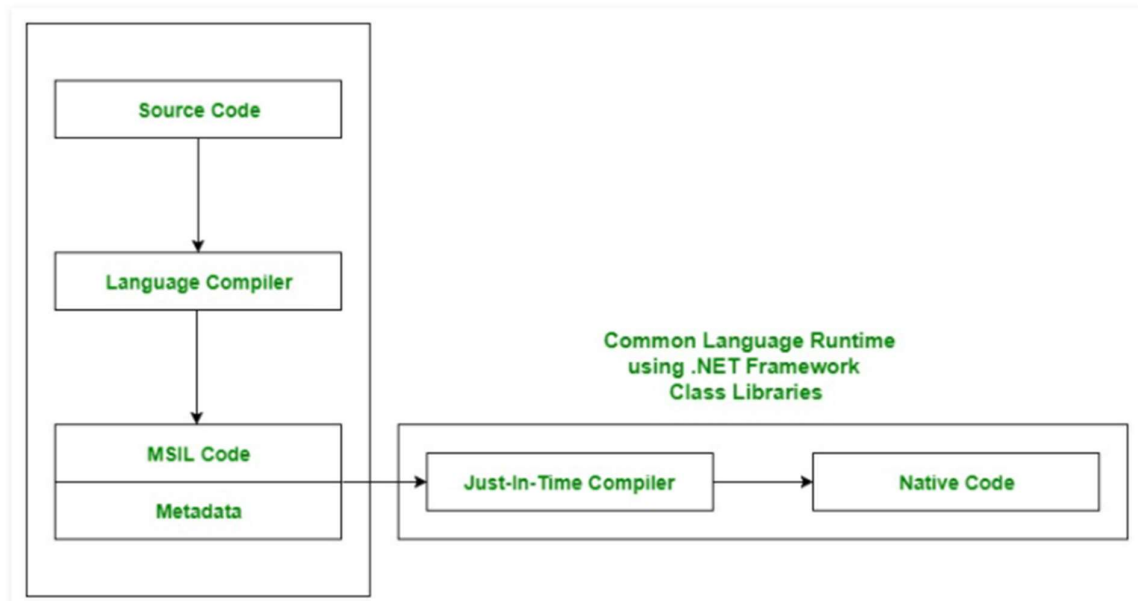 Source Code
Language Compiler
MSIL Code
Metadata
Common Language Runtime
using .NET Framework
Class Libraries
Just-In-Time Compiler
Native Code